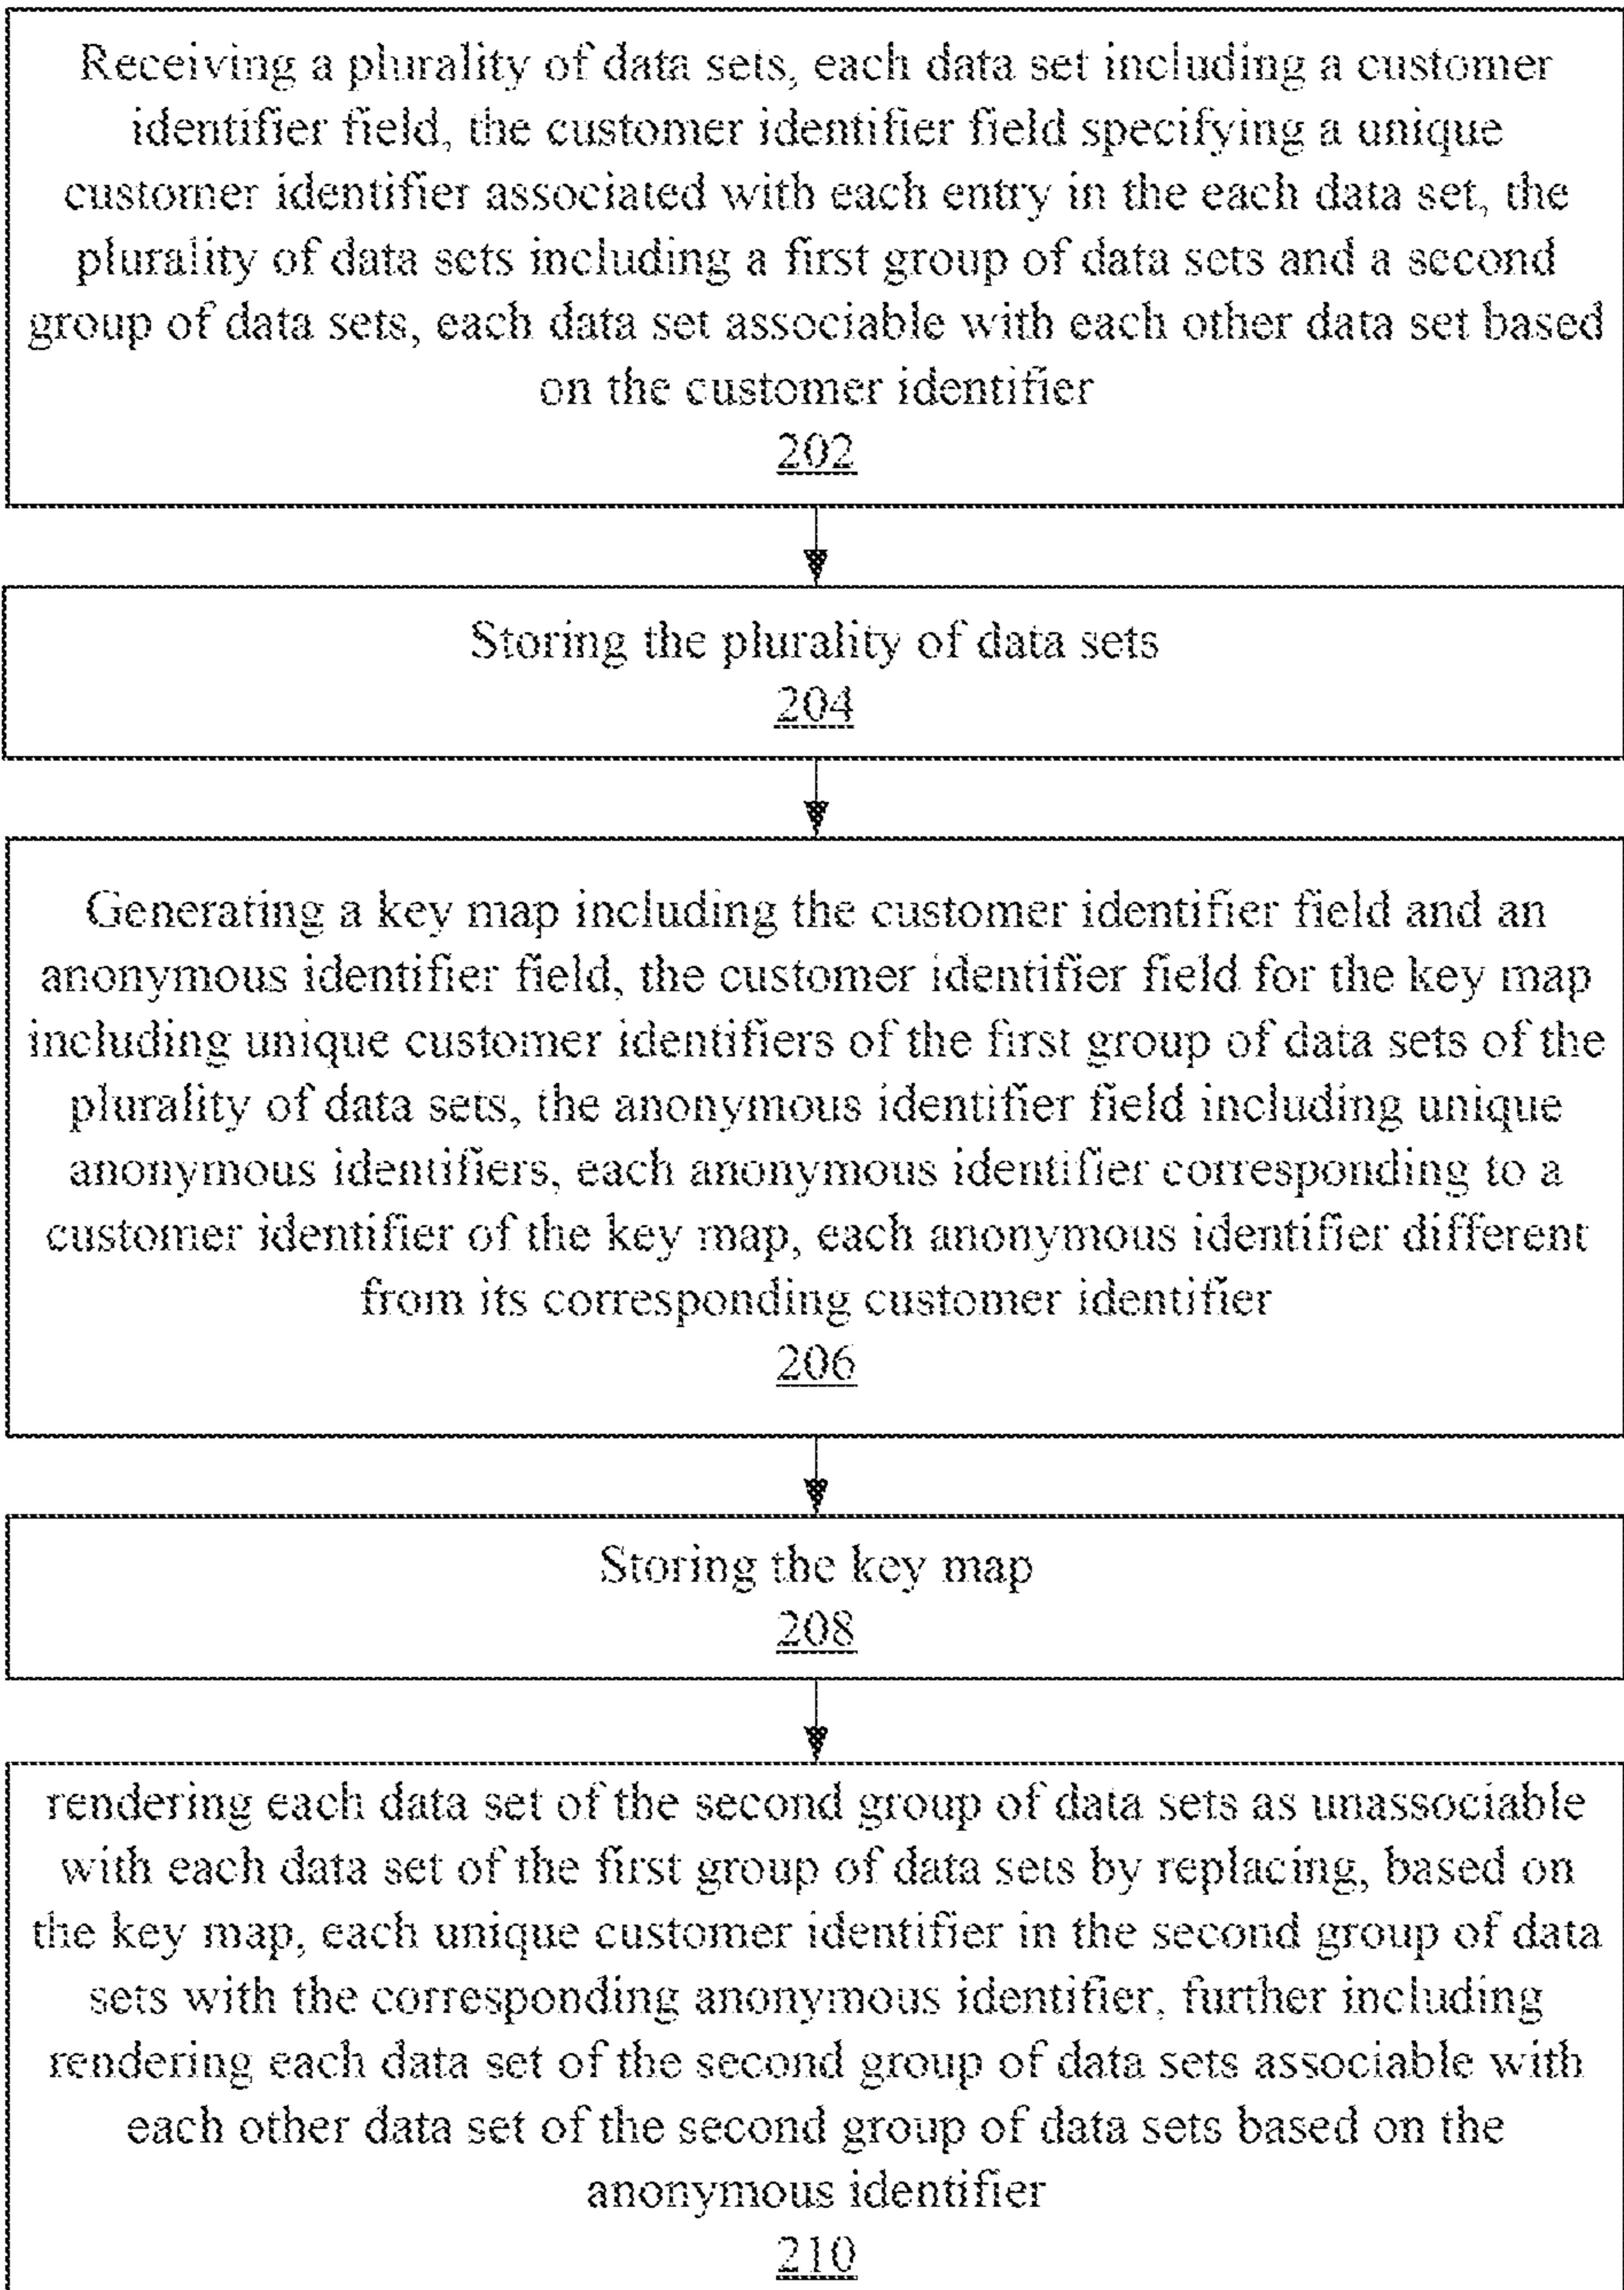 Receiving a plurality of data sets, each data set including a customer
identifier field, the customer identifier field specifying a unique
customer identifier associated with each entry in the each data set, the
plurality of data sets including a first group of data sets and a second
group of data sets, each data set associable with each other data set based
on the customer identifier
202
Storing the plurality of data sets
204
Generating a key map including the customer identifier field and an
anonymous identifier field, the customer identifier field for the key map
including unique customer identifiers of the first group of data sets of the
plurality of data sets, the anonymous identifier field including unique
anonymous identifiers, each anonymous identifier corresponding to a
customer identifier of the key map, each anonymous identifier different
from its corresponding customer identifier
206
Storing the key map
208
rendering each data set of the second group of data sets as unassociable
with each data set of the first group of data sets by replacing, based on
the key map, each unique customer identifier in the second group of data
sets with the corresponding anonymous identifier, further including
rendering each data set of the second group of data sets associable with
each other data set of the second group of data sets based on the
anonymous identifier
210